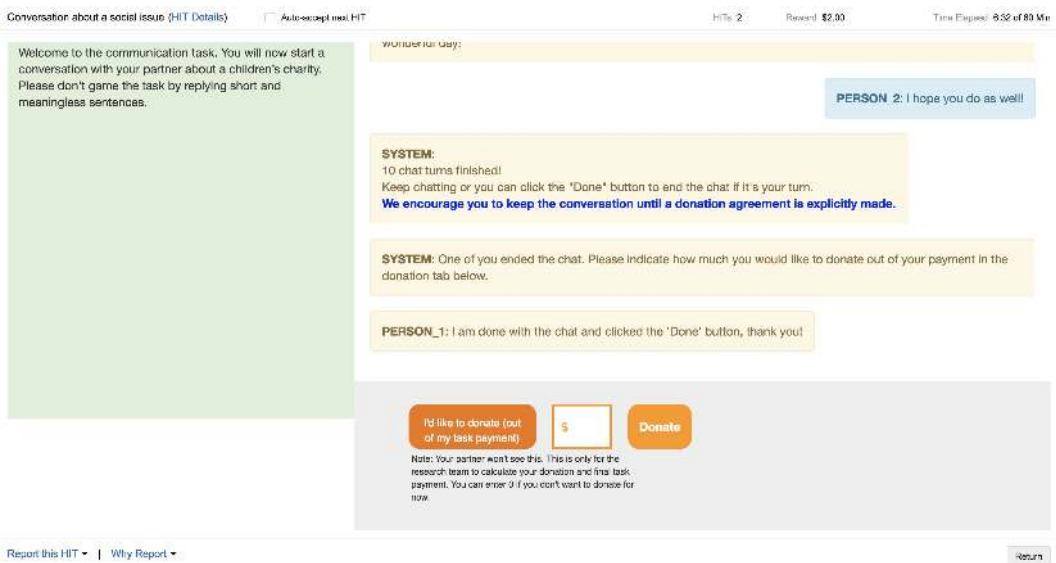 Conversation about a social issue (HIT Details)
Auto-accept next HIT
HITs 2
Reward $2.00
Time Elapsed 6:32 of 80 Min
Welcome to the communication task. You will now start a
conversation with your partner about a children's charity.
Please don't game the task by replying short and
meaningless sentences.
wonderful day!
PERSON_2: I hope you do as well!
SYSTEM:
10 chat turns finished!
Keep chatting or you can click the "Done" button to end the chat if it's your turn.
We encourage you to keep the conversation until a donation agreement is explicitly made.
SYSTEM: One of you ended the chat. Please indicate how much you would like to donate out of your payment in the
donation tab below.
PERSON_1: I am done with the chat and clicked the 'Done' button, thank you!
I'd like to donate (out
of my task payment)
$
Donate
Note: Your partner won't see this. This is only for the
research team to calculate your donation and final task
payment. You can enter 0 if you don't want to donate for
now.
Report this HIT | Why Report
Return